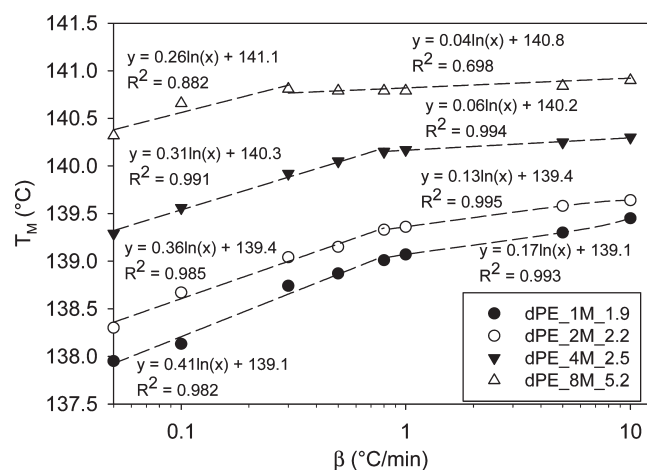 141.5
141.0
140.5
140.0
139.5
139.0
138.5
138.0
137.5
T_M (°C)
y = 0.26ln(x) + 141.1
R² = 0.882
y = 0.04ln(x) + 140.8
R² = 0.698
y = 0.06ln(x) + 140.2
R² = 0.994
y = 0.31ln(x) + 140.3
R² = 0.991
y = 0.13ln(x) + 139.4
R² = 0.995
y = 0.36ln(x) + 139.4
R² = 0.985
y = 0.17ln(x) + 139.1
R² = 0.993
y = 0.41ln(x) + 139.1
R² = 0.982
dPE_1M_1.9
dPE_2M_2.2
dPE_4M_2.5
dPE_8M_5.2
0.1 1 10
β (°C/min)